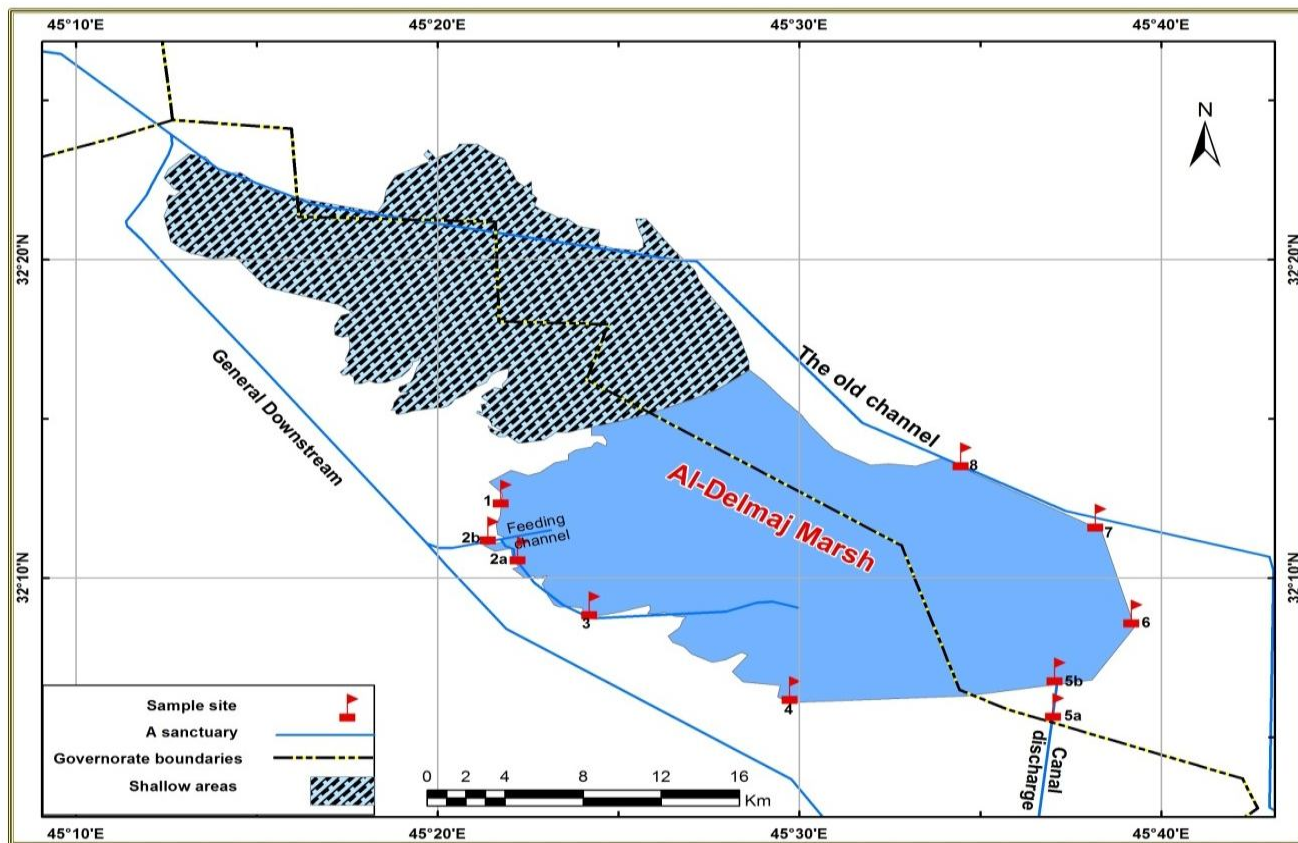 45°10'E 45°20'E 45°30'E 45°40'E
N
32°20'N 32°20'N
The old channel
General Downstream
8
Al-Delmaj Marsh
1
Feeding
channel
2b
7
2a
32°10'N 32°10'N
3
6
5b
4
5a
Canal
discharge
Sample site
A sanctuary
Governorate boundaries
Shallow areas
0 2 4 8 12 16
Km
45°10'E 45°20'E 45°30'E 45°40'E